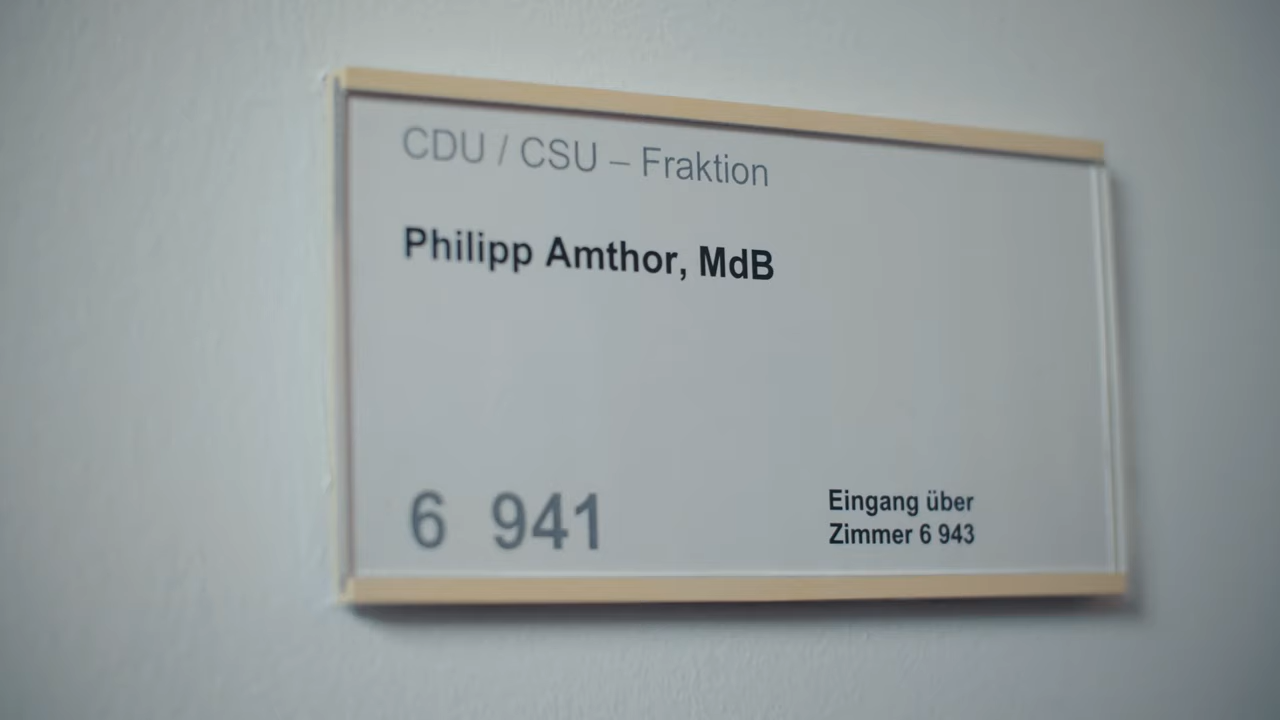 CDU / CSU – Fraktion
Philipp Amthor, MdB
6 941
Eingang über
Zimmer 6 943